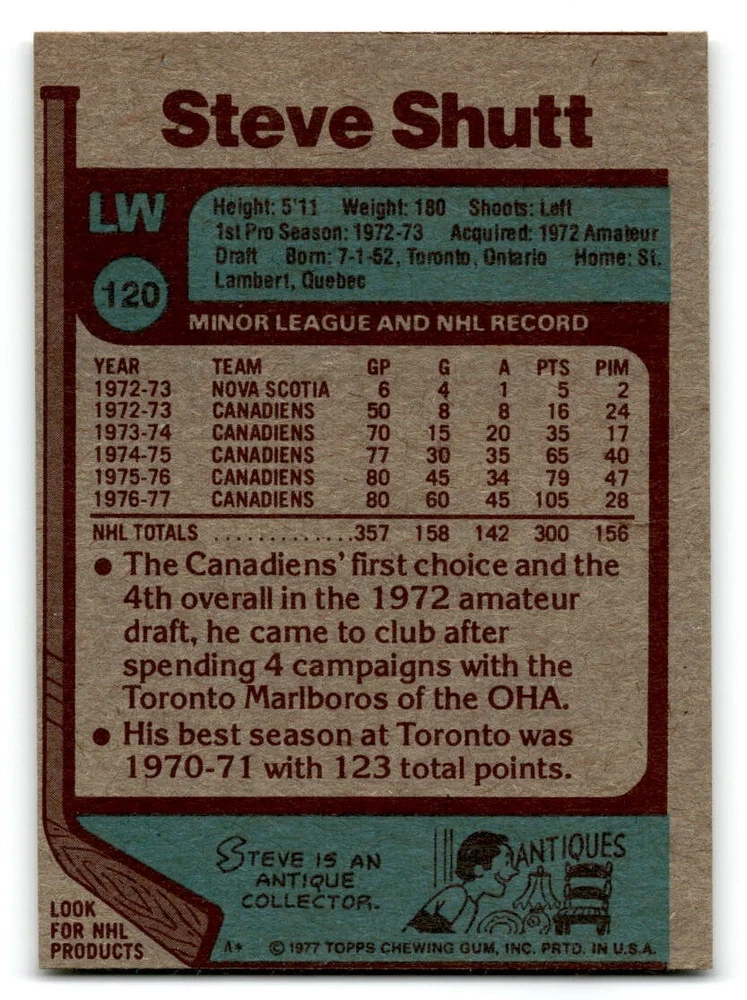 Steve Shutt
LW
120
Height: 5'11 Weight: 180 Shoots: Left
1st Pro Season: 1972-73 Acquired: 1972 Amateur
Draft Born: 7-1-52, Toronto, Ontario Home: St.
Lambert, Quebec
MINOR LEAGUE AND NHL RECORD
YEAR TEAM GP G A PTS PIM
1972-73 NOVA SCOTIA 6 4 1 5 2
1972-73 CANADIENS 50 8 8 16 24
1973-74 CANADIENS 70 15 20 35 17
1974-75 CANADIENS 77 30 35 65 40
1975-76 CANADIENS 80 45 34 79 47
1976-77 CANADIENS 80 60 45 105 28
NHL TOTALS .............357 158 142 300 156
• The Canadiens' first choice and the
4th overall in the 1972 amateur
draft, he came to club after
spending 4 campaigns with the
Toronto Marlboros of the OHA.
• His best season at Toronto was
1970-71 with 123 total points.
STEVE IS AN
ANTIQUE
COLLECTOR.
ANTIQUES
LOOK
FOR NHL
PRODUCTS
A* © 1977 TOPPS CHEWING GUM, INC. PRTD. IN U.S.A.